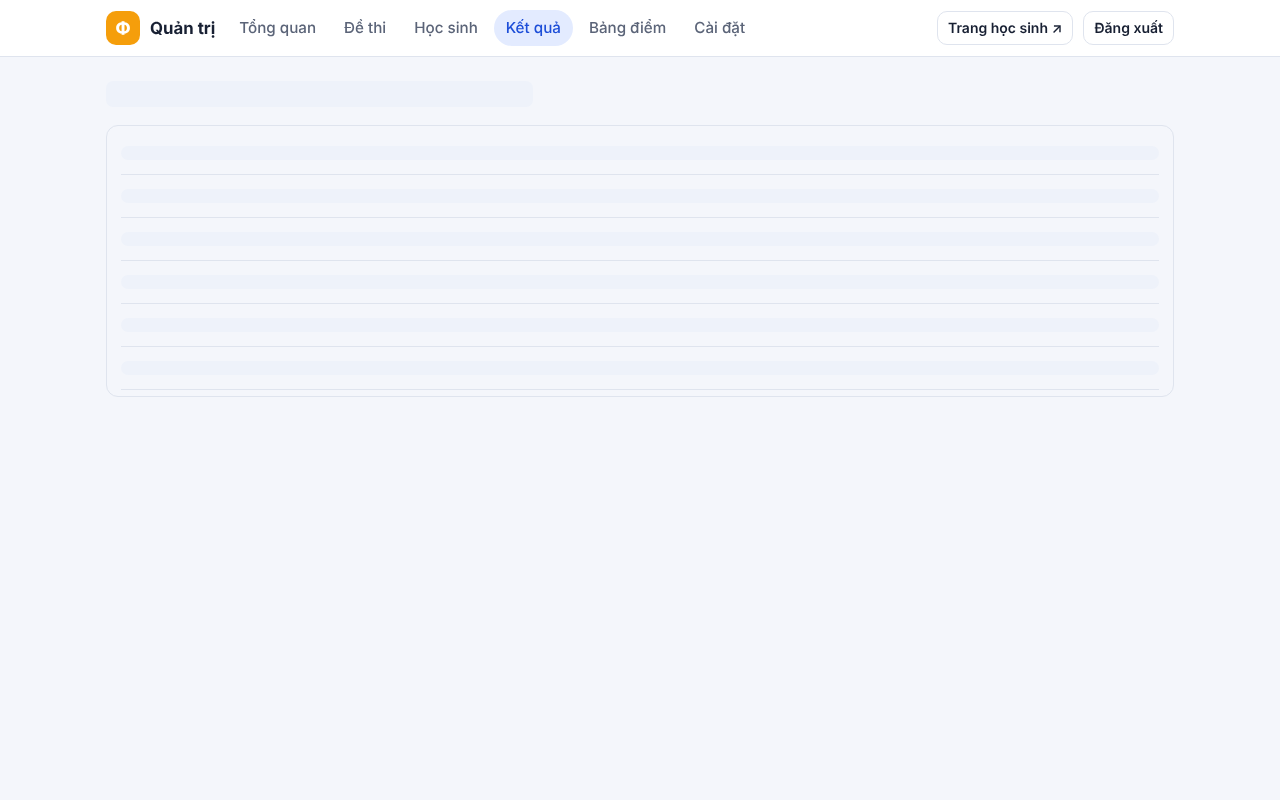 Φ Quản trị Tổng quan Đề thi Học sinh Kết quả Bảng điểm Cài đặt Trang học sinh ↗ Đăng xuất